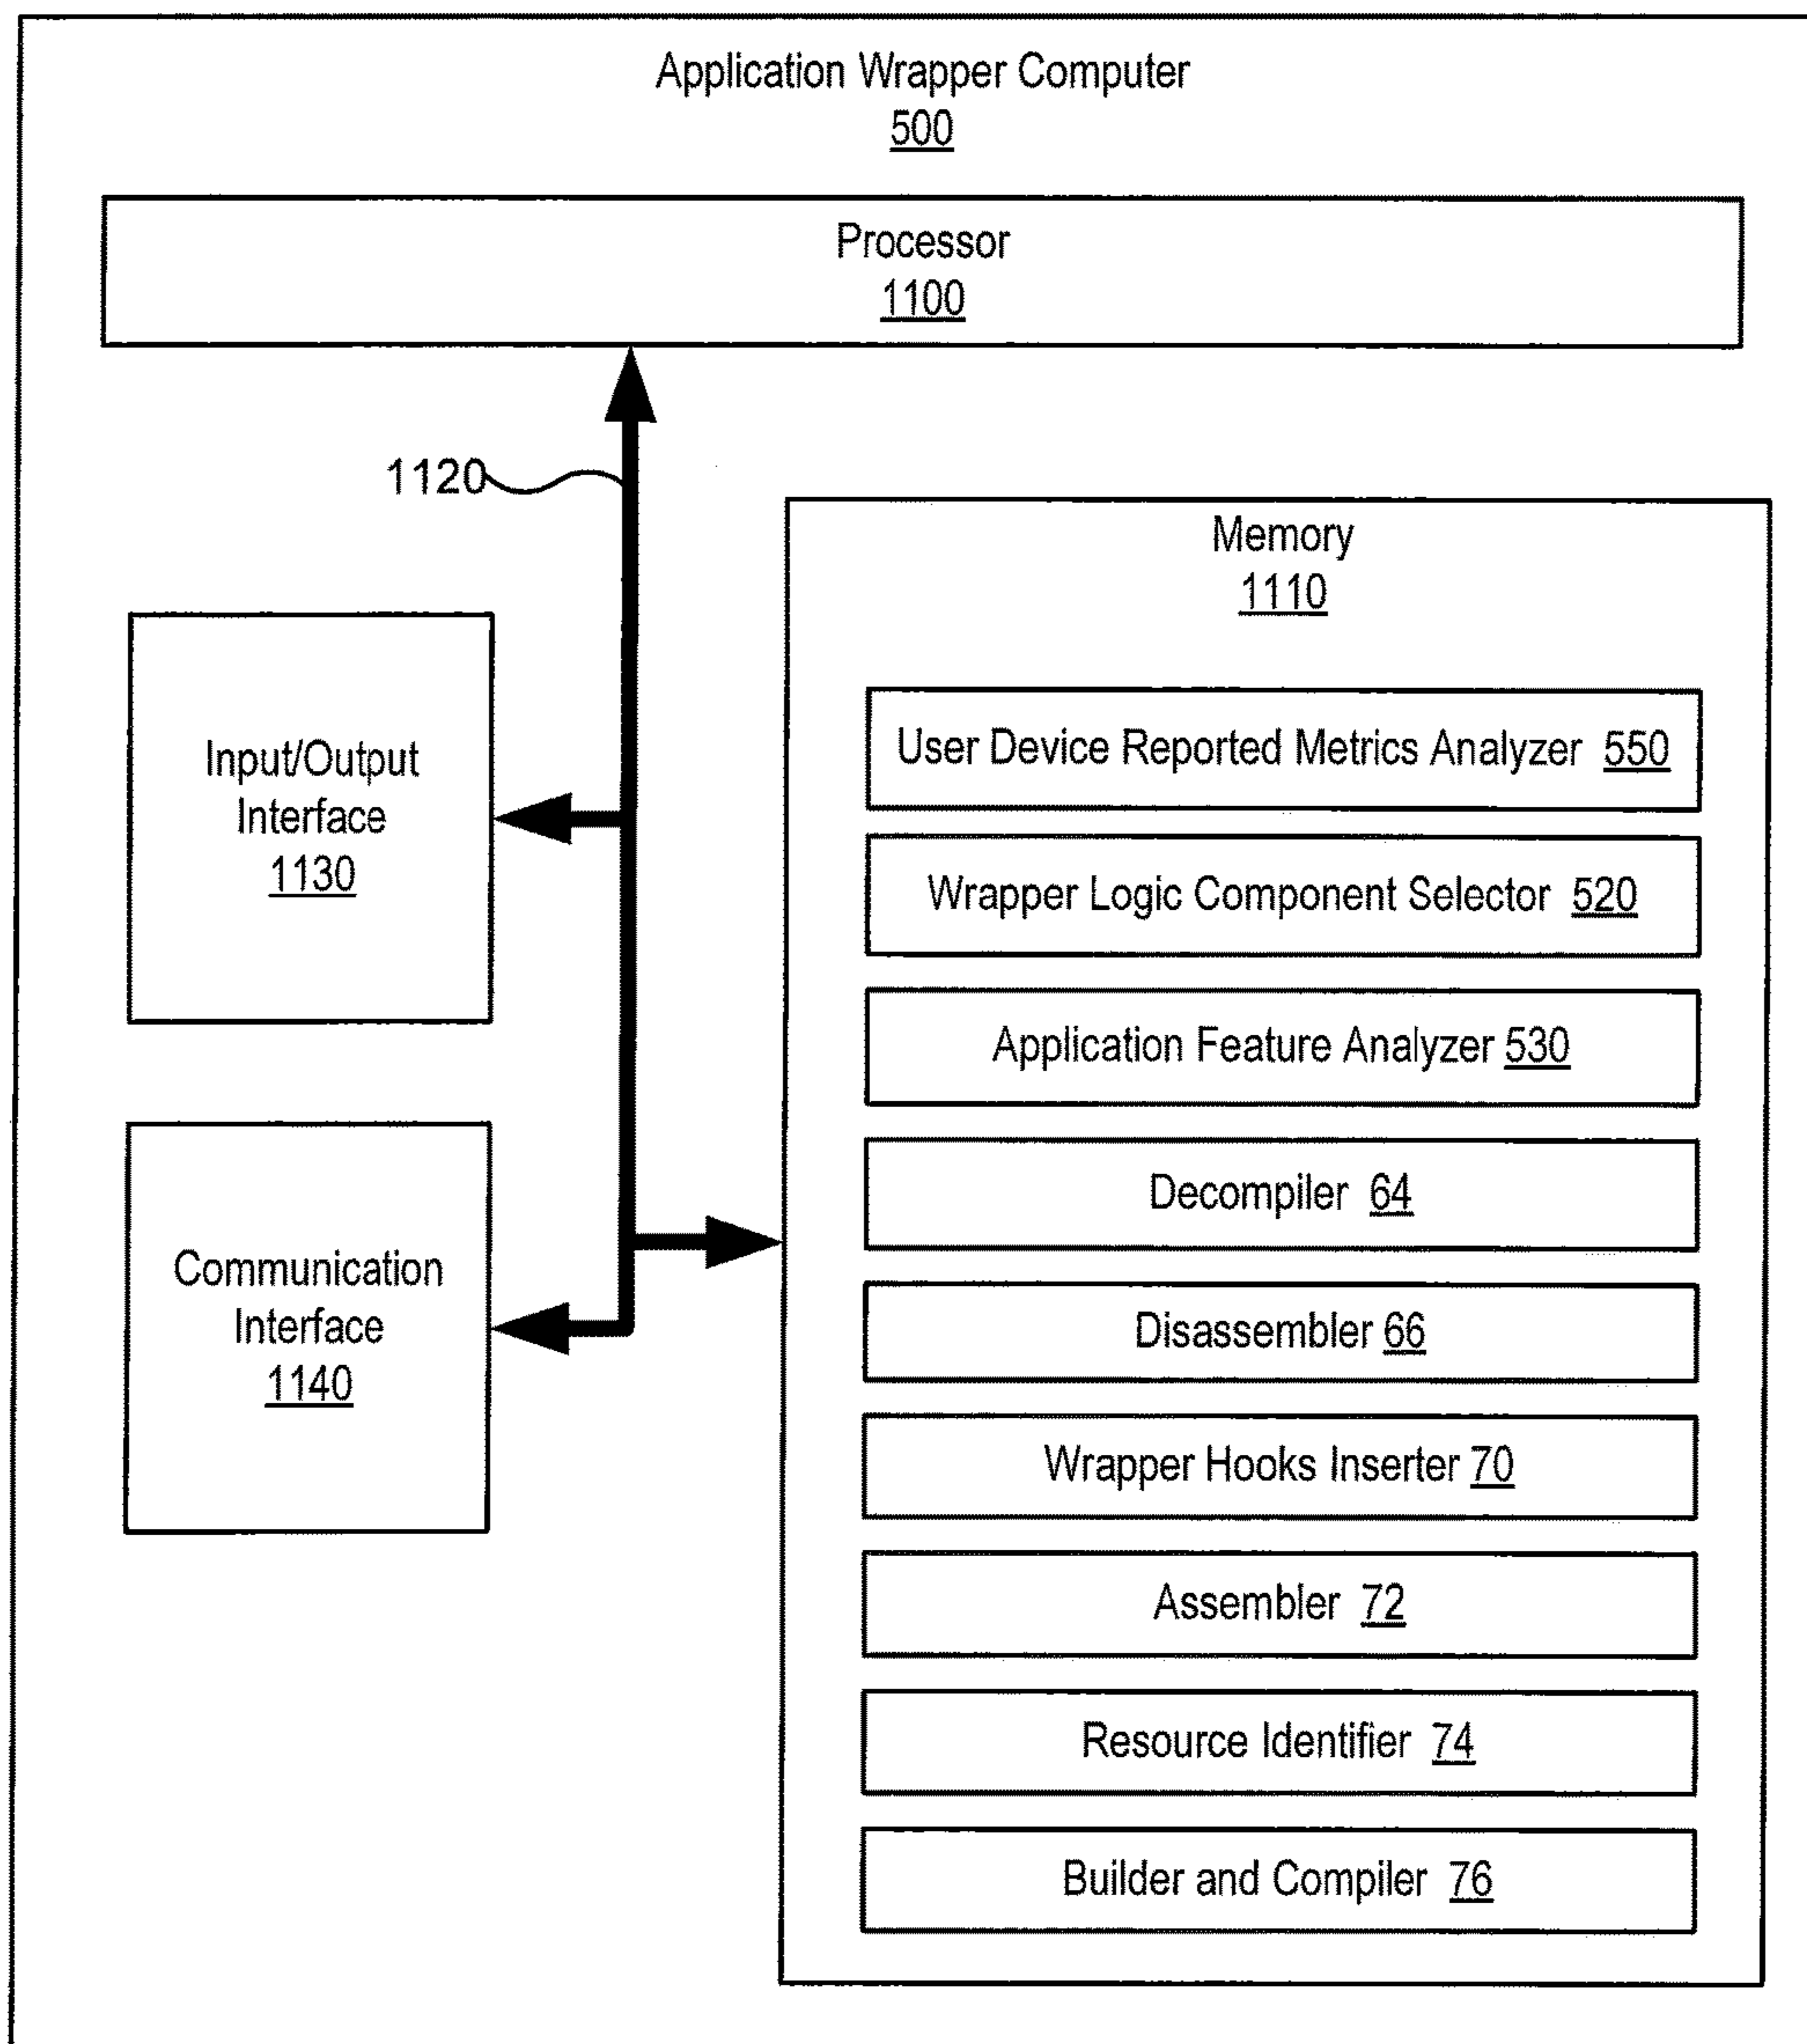 Application Wrapper Computer
500
Processor
1100
1120
Memory
1110
Input/Output
Interface
1130
Communication
Interface
1140
User Device Reported Metrics Analyzer 550
Wrapper Logic Component Selector 520
Application Feature Analyzer 530
Decompiler 64
Disassembler 66
Wrapper Hooks Inserter 70
Assembler 72
Resource Identifier 74
Builder and Compiler 76